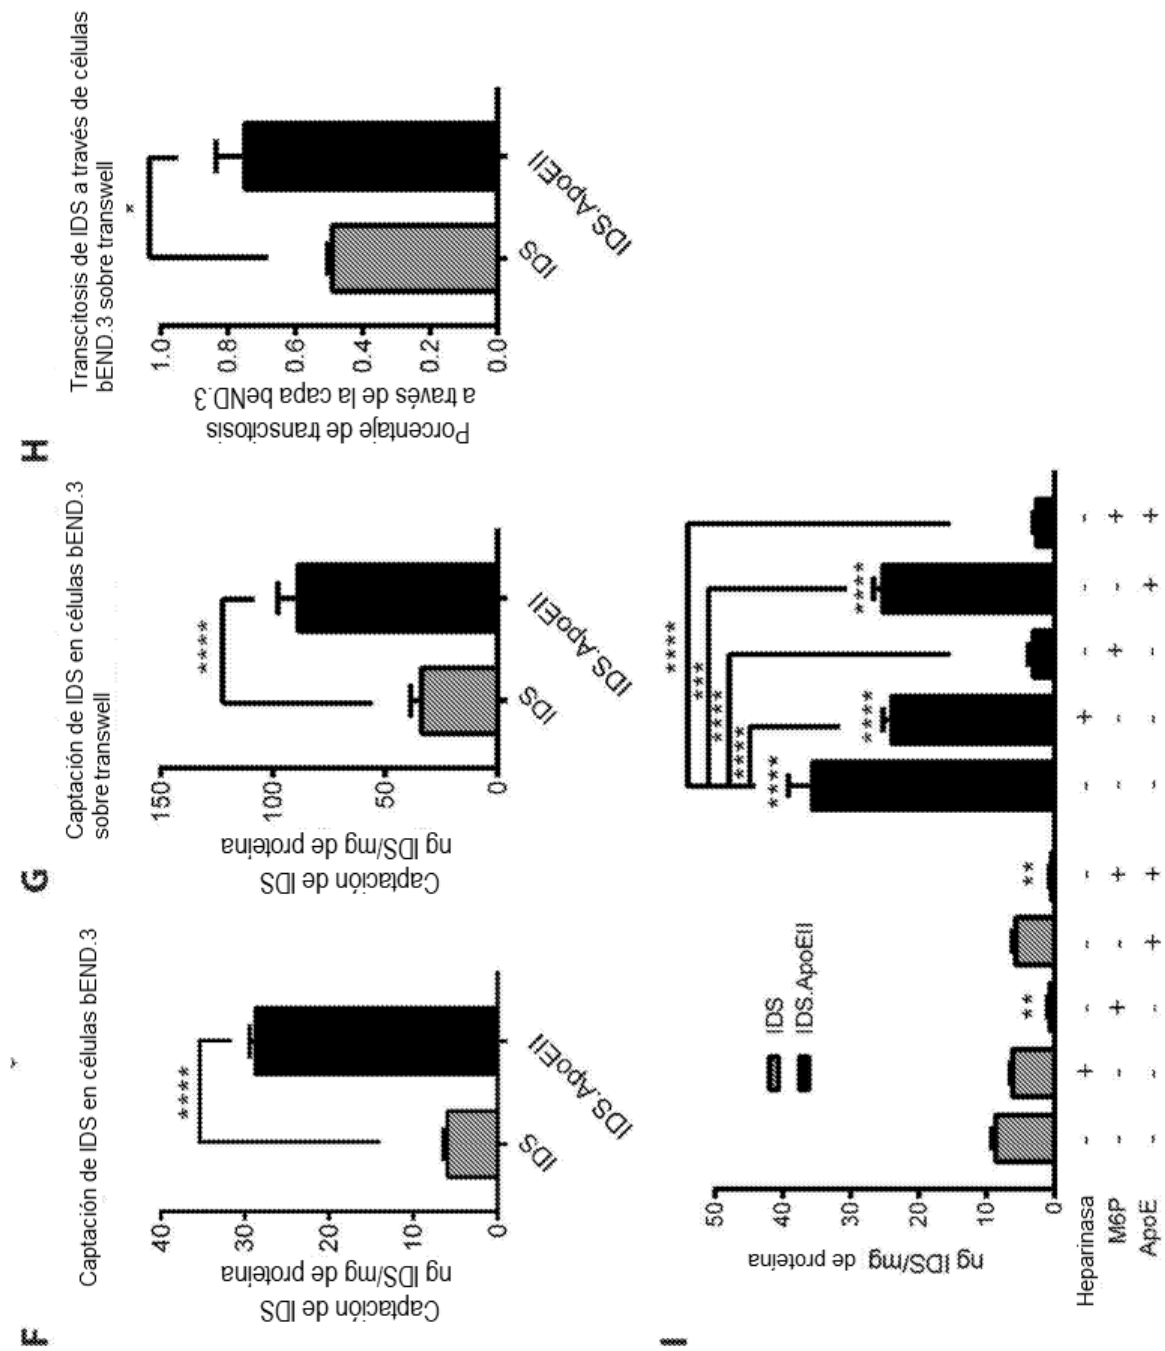 F
Captación de IDS en células bEND.3
Captación de IDS
ng IDS/mg de proteína
40
30
20
10
0
****
IDS
IDS.ApoEII
G
Captación de IDS en células bEND.3
sobre transwell
Captación de IDS
ng IDS/mg de proteína
150
100
50
0
****
IDS
IDS.ApoEII
H
Transcitosis de IDS a través de células
bEND.3 sobre transwell
Porcentaje de transcitosis
a través de la capa beND.3
1.0
0.8
0.6
0.4
0.2
0.0
*
IDS
IDS.ApoEII
I
ng IDS/mg de proteína
50
40
30
20
10
0
IDS
IDS.ApoEII
** ** **** **** ****
****
***
****
****
Heparinasa - + - - - - + - - -
M6P - - + - + - - + - +
ApoE - - - + + - - - + +